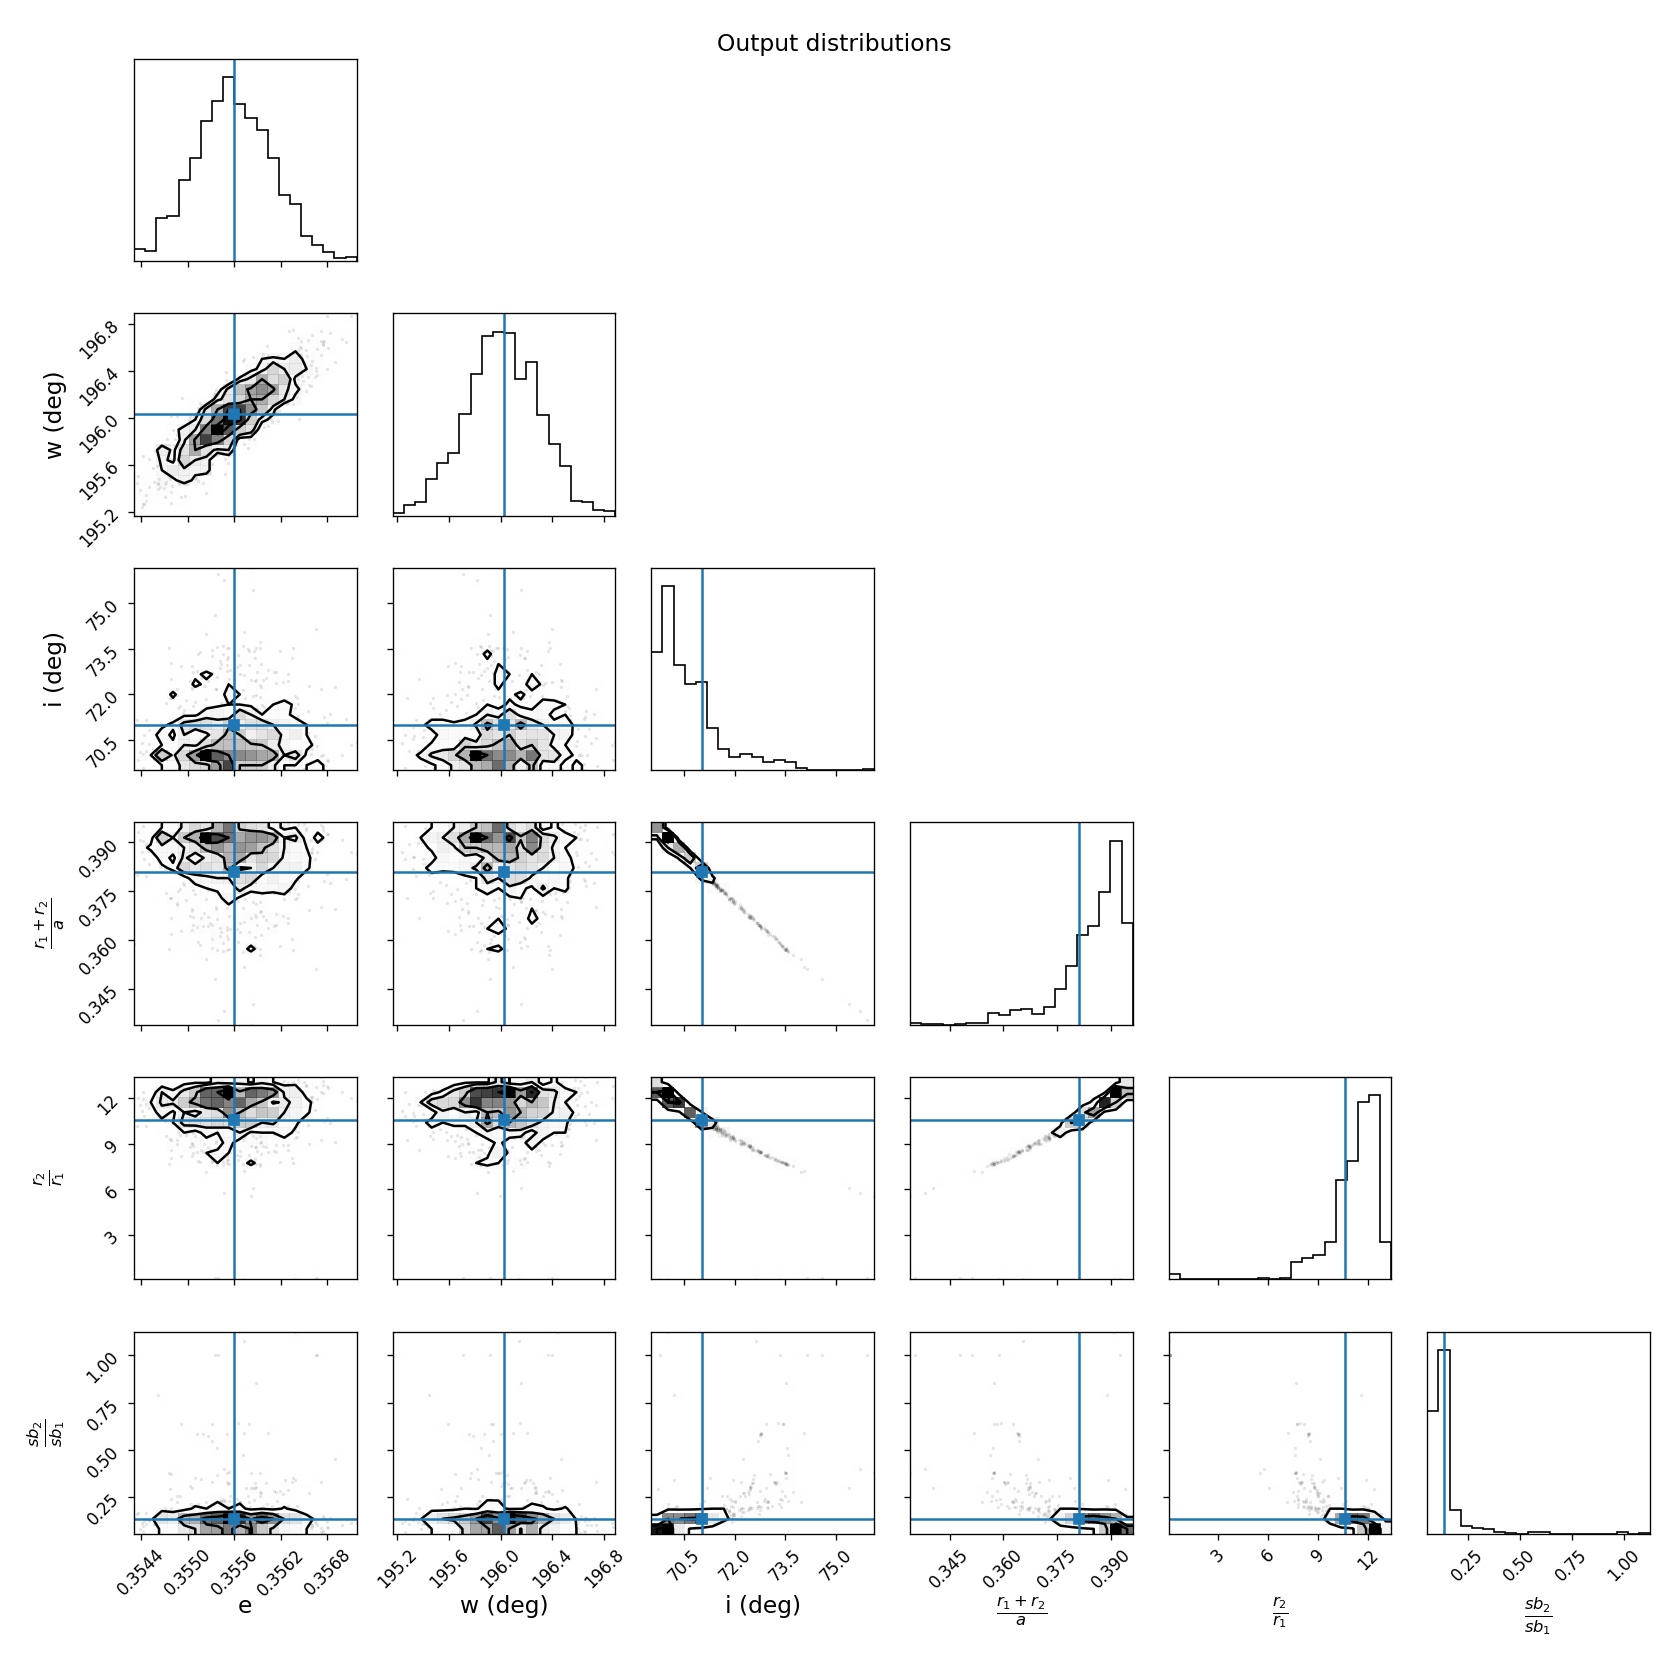 Output distributions
196.8
196.4
196.0
195.6
195.2
w (deg)
75.0
73.5
72.0
70.5
i (deg)
0.390
0.375
0.360
0.345
r₁ + r₂
a
12
9
6
3
r₂
r₁
1.00
0.75
0.50
0.25
sb₂
sb₁
0.3544 0.3550 0.3556 0.3562 0.3568 195.2 195.6 196.0 196.4 196.8 70.5 72.0 73.5 75.0 0.345 0.360 0.375 0.390 3 6 9 12 0.25 0.50 0.75 1.00
e w (deg) i (deg)
r₁ + r₂
a
r₂
r₁
sb₂
sb₁